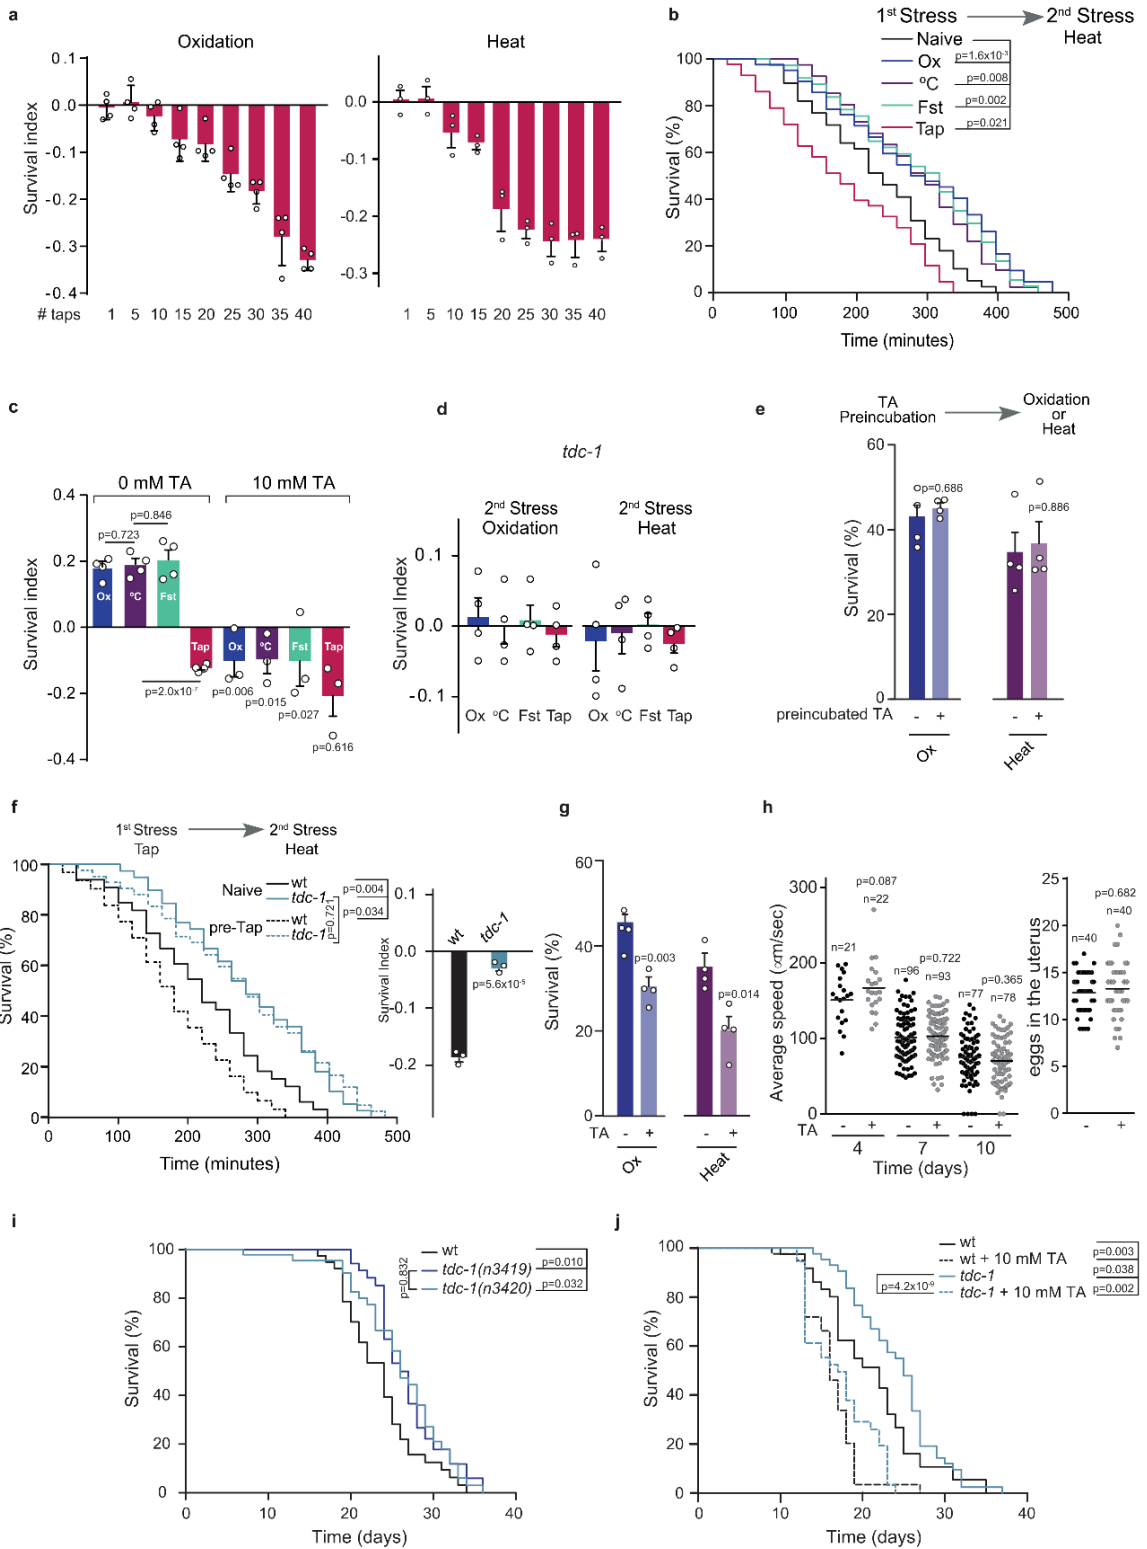 a
Oxidation
Heat
Survival index
0.1
0.0
-0.1
-0.2
-0.3
-0.4
0.0
-0.1
-0.2
-0.3
# taps
1 5 10 15 20 25 30 35 40
1 5 10 15 20 25 30 35 40
b
1st Stress
2nd Stress
Heat
Naive
Ox p=1.6x10-3
ºC p=0.008
Fst p=0.002
Tap p=0.021
Survival (%)
100
80
60
40
20
0
0 100 200 300 400 500
Time (minutes)
c
0 mM TA
10 mM TA
Survival index
0.4
0.2
0.0
-0.2
-0.4
p=0.846
p=0.723
Ox ºC Fst
Tap Ox ºC Fst Tap
p=2.0x10-7
p=0.006
p=0.015
p=0.027
p=0.616
d
tdc-1
2nd Stress
Oxidation
2nd Stress
Heat
Survival Index
0.1
0.0
-0.1
Ox ºC Fst Tap
Ox ºC Fst Tap
e
TA
Preincubation
Oxidation
or
Heat
Survival (%)
60
40
20
0
p=0.686
p=0.886
preincubated TA - + - +
Ox
Heat
f
1st Stress
Tap
2nd Stress
Heat
Naive
wt
tdc-1
pre-Tap
wt
tdc-1
p=0.004
p=0.034
p=0.721
Survival (%)
100
80
60
40
20
0
0 100 200 300 400 500
Time (minutes)
Survival Index
0.1
0.0
-0.1
-0.2
wt
tdc-1
p=5.6x10-5
g
Survival (%)
60
40
20
0
p=0.003
p=0.014
TA - + - +
Ox
Heat
h
Average speed (αm/sec)
300
200
100
0
p=0.087
n=22
n=21
p=0.722
n=96
n=93
p=0.365
n=77
n=78
TA - + - + - +
4 7 10
Time (days)
eggs in the uterus
25
20
15
10
5
0
p=0.682
n=40
n=40
- +
i
wt
tdc-1(n3419)
tdc-1(n3420)
p=0.832
p=0.010
p=0.032
Survival (%)
100
80
60
40
20
0
0 10 20 30 40
Time (days)
j
wt
wt + 10 mM TA
tdc-1
tdc-1 + 10 mM TA
p=4.2x10-9
p=0.003
p=0.038
p=0.002
Survival (%)
100
80
60
40
20
0
0 10 20 30 40
Time (days)